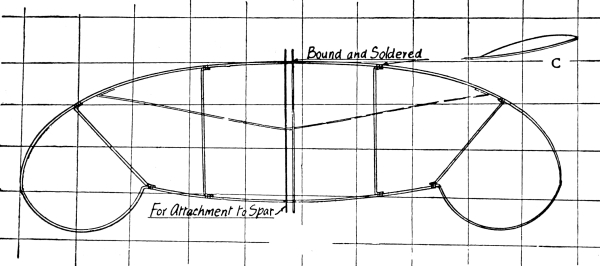 Bound and Soldered
C
For Attachment to Spar